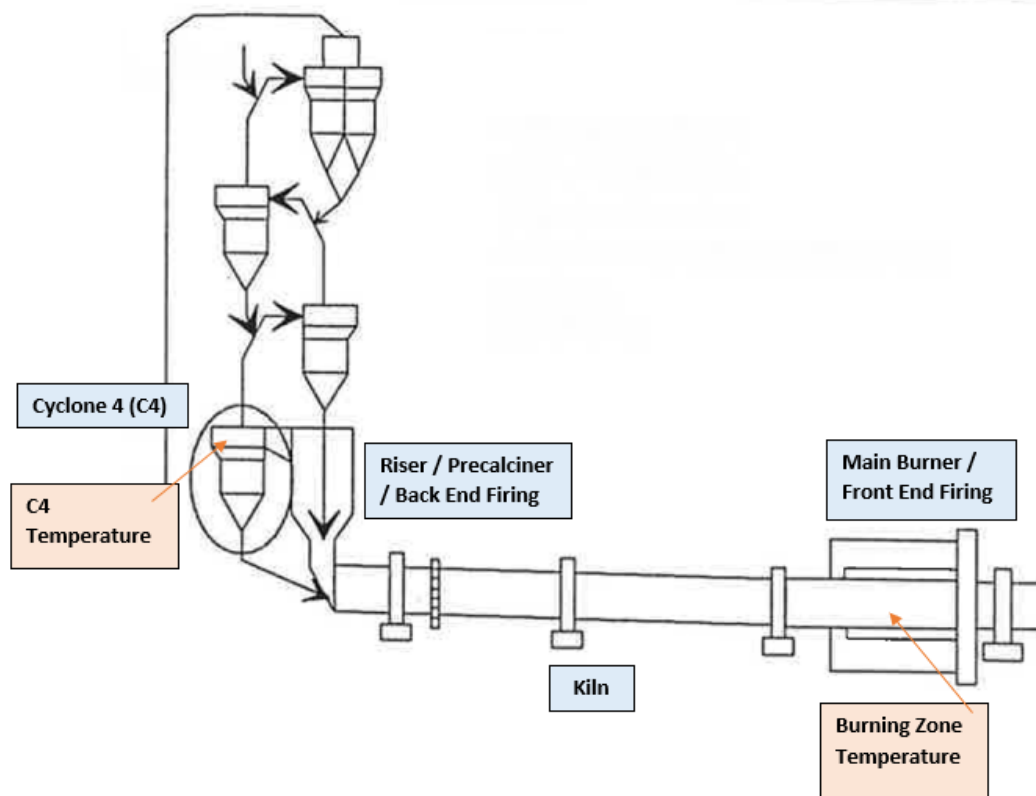 Cyclone 4 (C4)
C4
Temperature
Riser / Precalciner
/ Back End Firing
Main Burner /
Front End Firing
Kiln
Burning Zone
Temperature